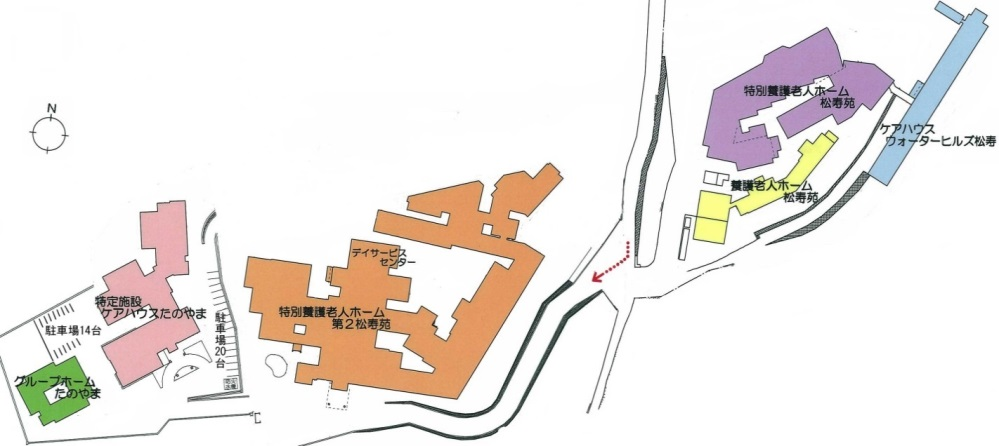 N
特別養護老人ホーム
松寿苑
ケアハウス
ウォーターヒルズ松寿
養護老人ホーム
松寿苑
デイサービス
センター
特別養護老人ホーム
第2松寿苑
特定施設
ケアハウスたのやま
駐車場14台
駐車場20台
グループホーム
たのやま